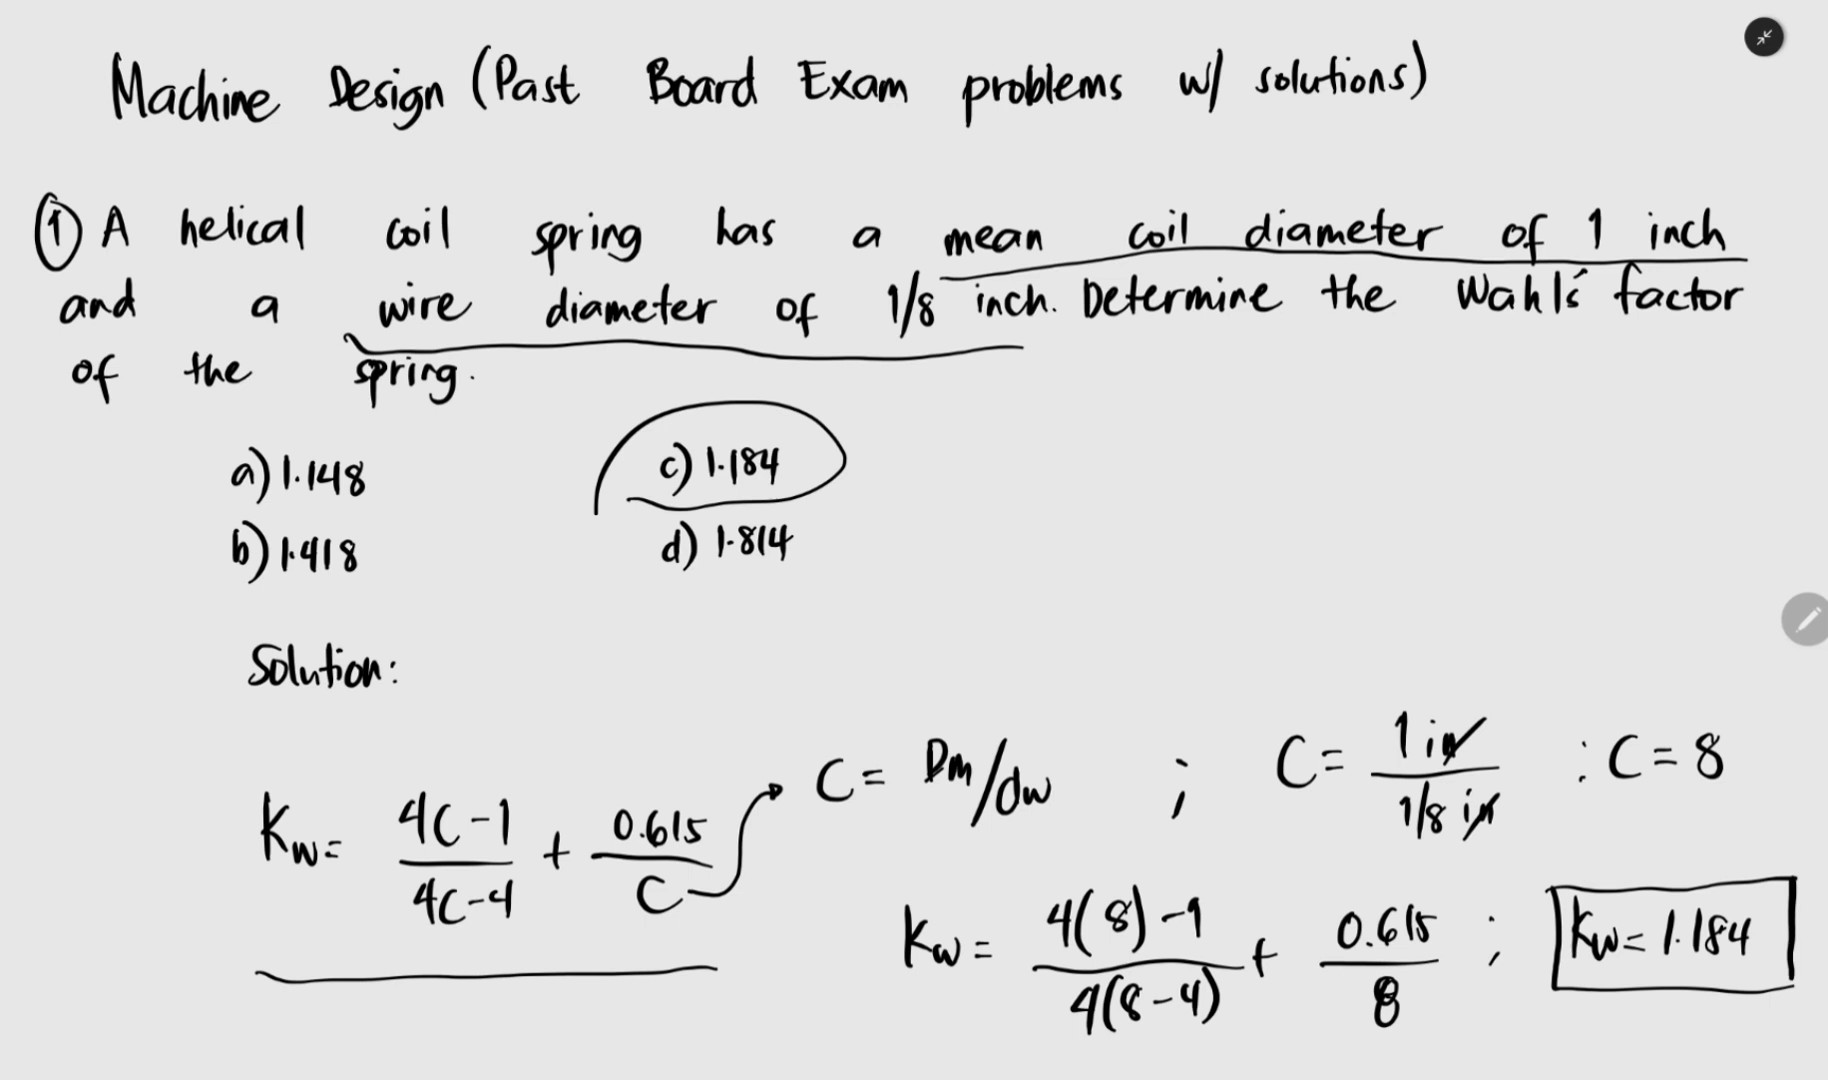 Machine Design (Past Board Exam problems w/ solutions)
① A helical coil spring has a mean coil diameter of 1 inch
and a wire diameter of 1/8 inch. Determine the Wahl's factor
of the spring.
a) 1.148
b) 1.418
c) 1.184
d) 1.814
Solution:
Kw = (4C-1)/(4C-4) + 0.615/C
C = Dm/dw ; C = 1 in / 1/8 in : C = 8
Kw = 4(8)-1 / 4(8-4) + 0.615/8 ; Kw = 1.184